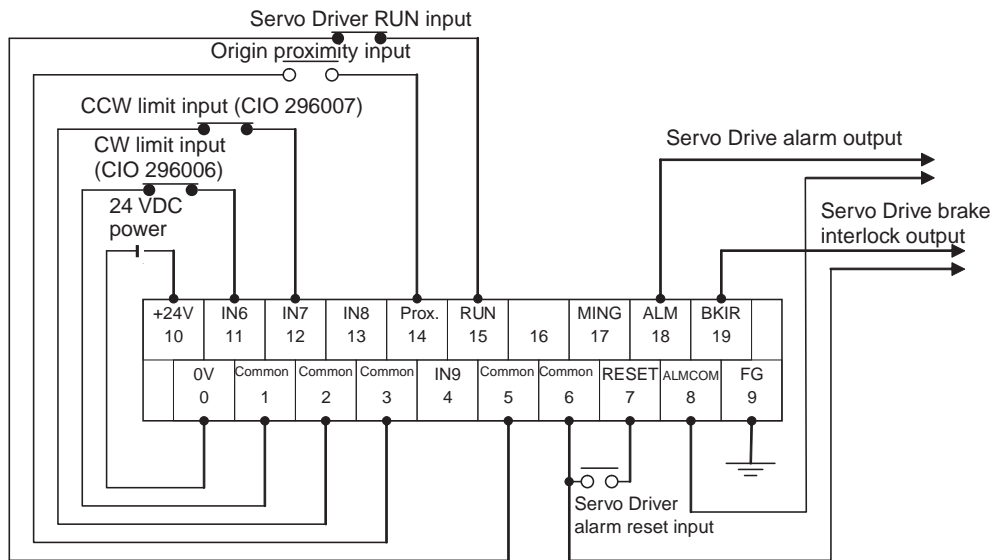 Servo Driver RUN input
Origin proximity input
CCW limit input (CIO 296007)
CW limit input
(CIO 296006)
24 VDC
power
Servo Drive alarm output
Servo Drive brake
interlock output
+24V
10
IN6
11
IN7
12
IN8
13
Prox.
14
RUN
15
16
MING
17
ALM
18
BKIR
19
0V
0
Common
1
Common
2
Common
3
IN9
4
Common
5
Common
6
RESET
7
ALMCOM
8
FG
9
Servo Driver
alarm reset input